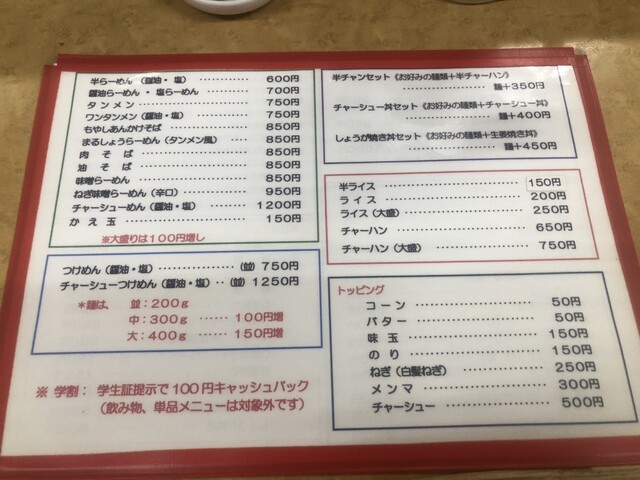 半らーめん（醤油・塩）………… 600円
醤油らーめん・塩らーめん ………… 700円
タンメン ………………… 750円
ワンタンメン（醤油・塩）………… 750円
もやしあんかけそば ………… 850円
まるしょうらーめん（タンメン風）…… 850円
肉そば ………………… 850円
油そば ………………… 850円
味噌らーめん ………………… 850円
ねぎ味噌らーめん（辛口）………… 950円
チャーシューめん（醤油・塩）…… 1200円
かえ玉 ………………… 150円
※大盛りは100円増し
つけめん（醤油・塩）………………（並）750円
チャーシューつけめん（醤油・塩）‥（並）1250円
*麺は、 並：200g
中：300g …… 100円増
大：400g …… 150円増
※ 学割： 学生証提示で100円キャッシュバック
（飲み物、単品メニューは対象外です）
半チャンセット《お好みの麺類＋半チャーハン》
………………… 麺＋350円
チャーシュー丼セット《お好みの麺類＋チャーシュー丼》
………………… 麺＋400円
しょうが焼き丼セット《お好みの麺類＋生姜焼き丼》
………………… 麺＋450円
半ライス ………………… 150円
ライス ………………… 200円
ライス（大盛）………………… 250円
チャーハン ………………… 650円
チャーハン（大盛）………………… 750円
トッピング
コーン ………………… 50円
バター ………………… 50円
味玉 ………………… 150円
のり ………………… 150円
ねぎ（白髪ねぎ）………………… 250円
メンマ ………………… 300円
チャーシュー ………………… 500円